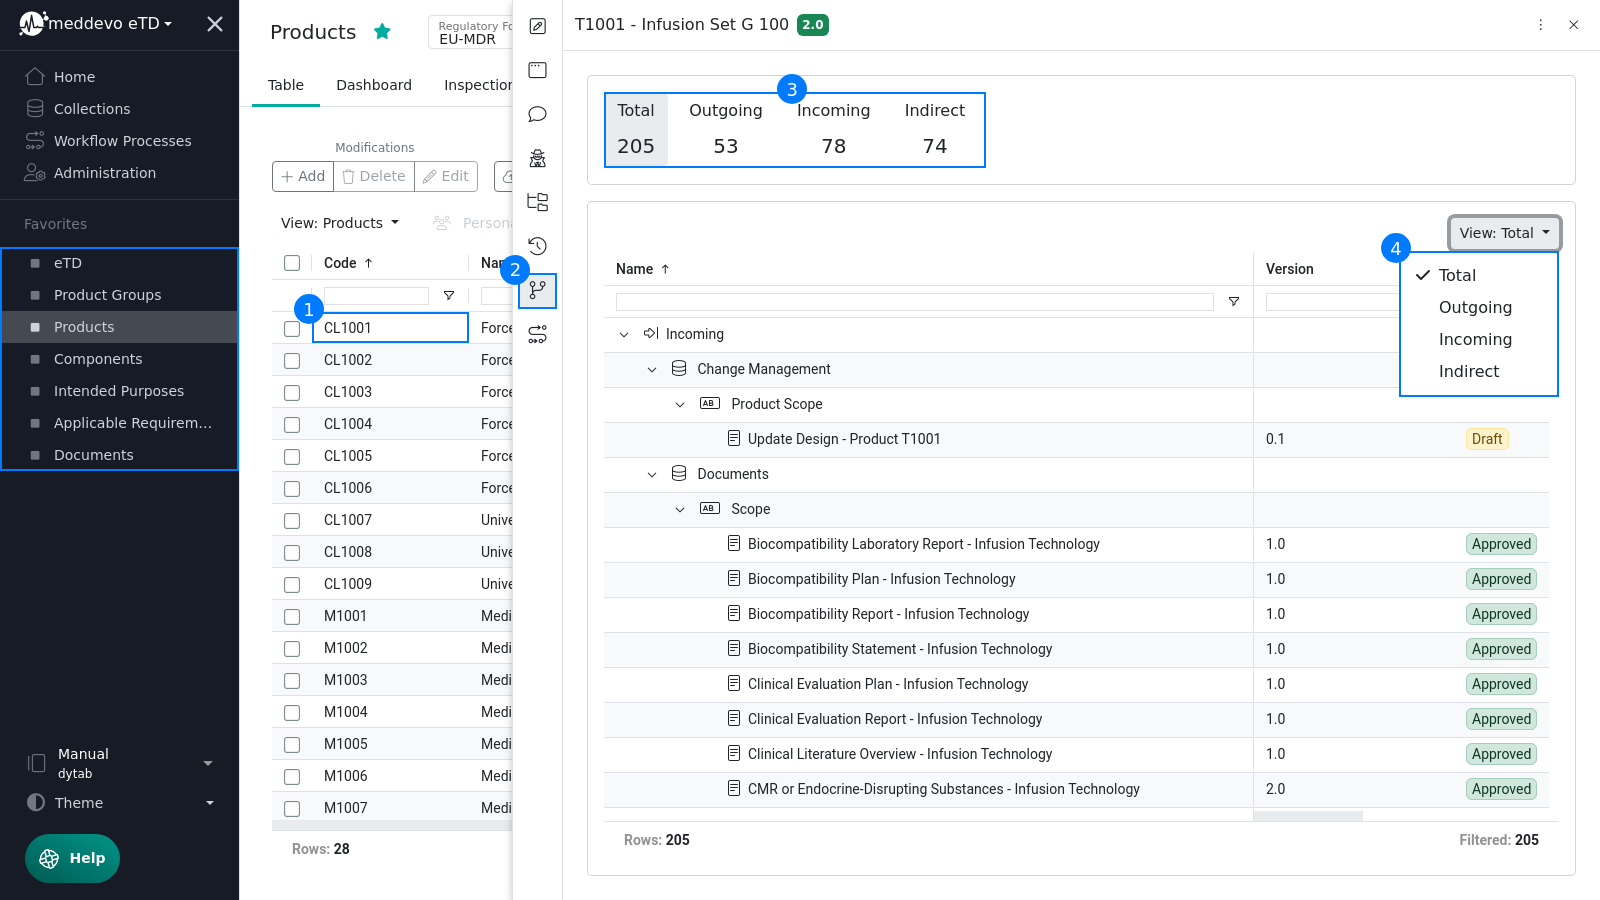 meddevo eTD
Home
Collections
Workflow Processes
Administration
Favorites
eTD
Product Groups
Products
Components
Intended Purposes
Applicable Requirem...
Documents
Manual
dytab
Theme
Help
Products
Regulatory Fo
EU-MDR
Table Dashboard Inspection
Modifications
Add Delete Edit
View: Products Persona
Code Nam
1
CL1001 Force
CL1002 Force
CL1003 Force
CL1004 Force
CL1005 Force
CL1006 Force
CL1007 Unive
CL1008 Unive
CL1009 Unive
M1001 Medi
M1002 Medi
M1003 Medi
M1004 Medi
M1005 Medi
M1006 Medi
M1007 Medi
Rows: 28
2
T1001 - Infusion Set G 100 2.0
3
Total Outgoing Incoming Indirect
205 53 78 74
View: Total
4
Total
Outgoing
Incoming
Indirect
Name Version
Incoming
Change Management
AB Product Scope
Update Design - Product T1001 0.1 Draft
Documents
AB Scope
Biocompatibility Laboratory Report - Infusion Technology 1.0 Approved
Biocompatibility Plan - Infusion Technology 1.0 Approved
Biocompatibility Report - Infusion Technology 1.0 Approved
Biocompatibility Statement - Infusion Technology 1.0 Approved
Clinical Evaluation Plan - Infusion Technology 1.0 Approved
Clinical Evaluation Report - Infusion Technology 1.0 Approved
Clinical Literature Overview - Infusion Technology 1.0 Approved
CMR or Endocrine-Disrupting Substances - Infusion Technology 2.0 Approved
Rows: 205 Filtered: 205